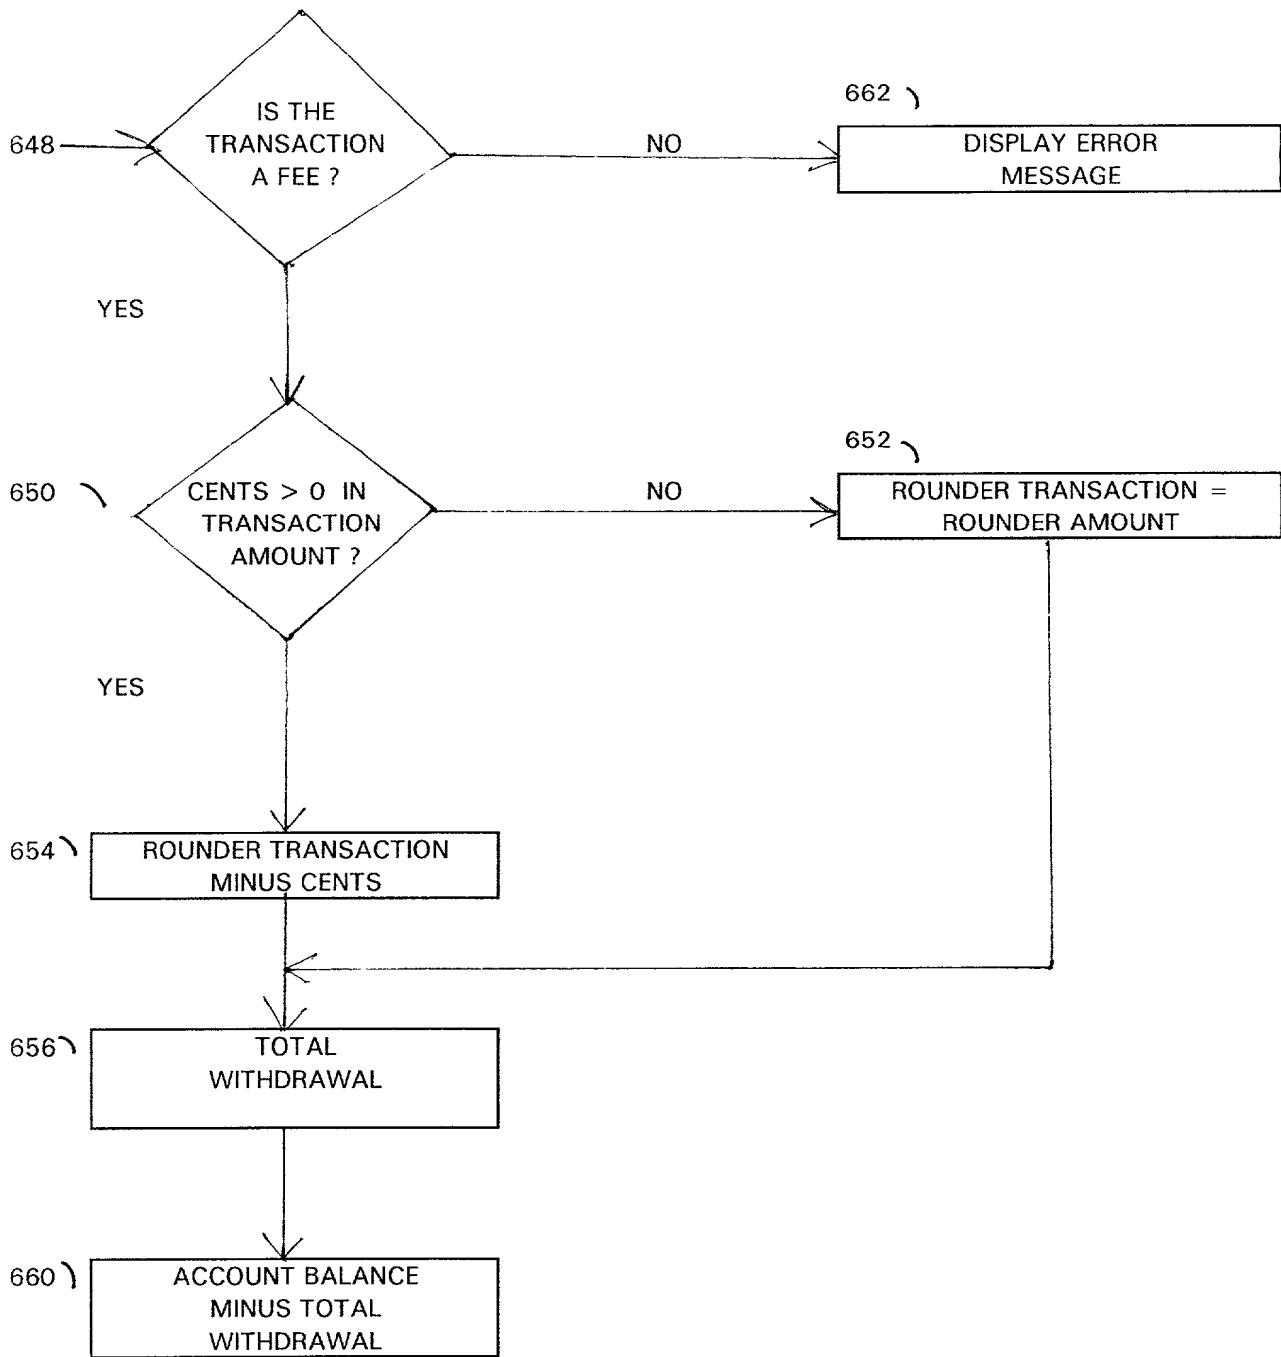 662
IS THE
TRANSACTION
A FEE ?
648
NO
DISPLAY ERROR
MESSAGE
YES
652
650
CENTS > 0 IN
TRANSACTION
AMOUNT ?
NO
ROUNDER TRANSACTION =
ROUNDER AMOUNT
YES
654
ROUNDER TRANSACTION
MINUS CENTS
656
TOTAL
WITHDRAWAL
660
ACCOUNT BALANCE
MINUS TOTAL
WITHDRAWAL